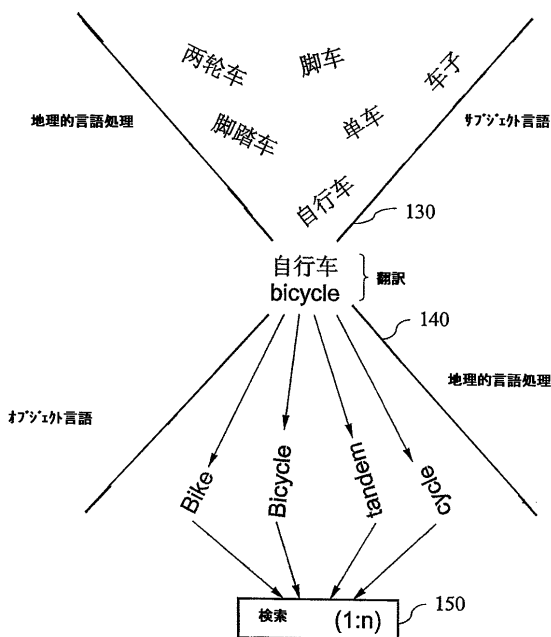 两轮车
脚车
车子
地理的言語処理
脚踏车
单车
サブジェクト言語
自行车
130
自行车
bicycle
翻訳
140
地理的言語処理
オブジェクト言語
Bike
Bicycle
tandem
cycle
検索 (1:n)
150